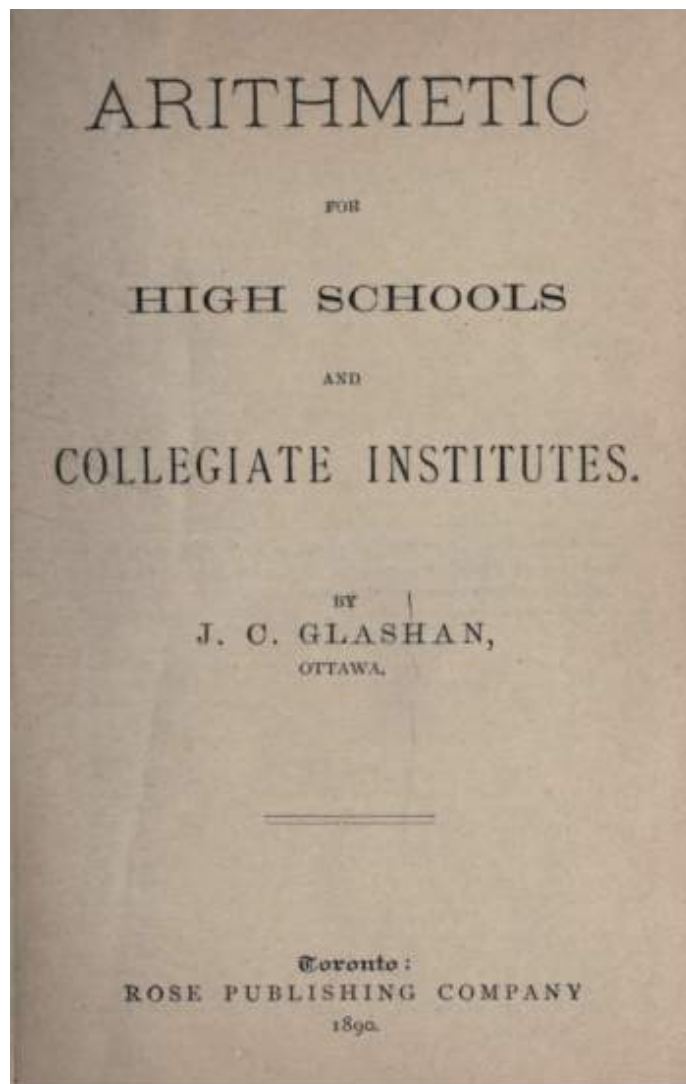 ARITHMETIC
FOR
HIGH SCHOOLS
AND
COLLEGIATE INSTITUTES.
BY
J. C. GLASHAN,
OTTAWA.
Toronto:
ROSE PUBLISHING COMPANY
1890.